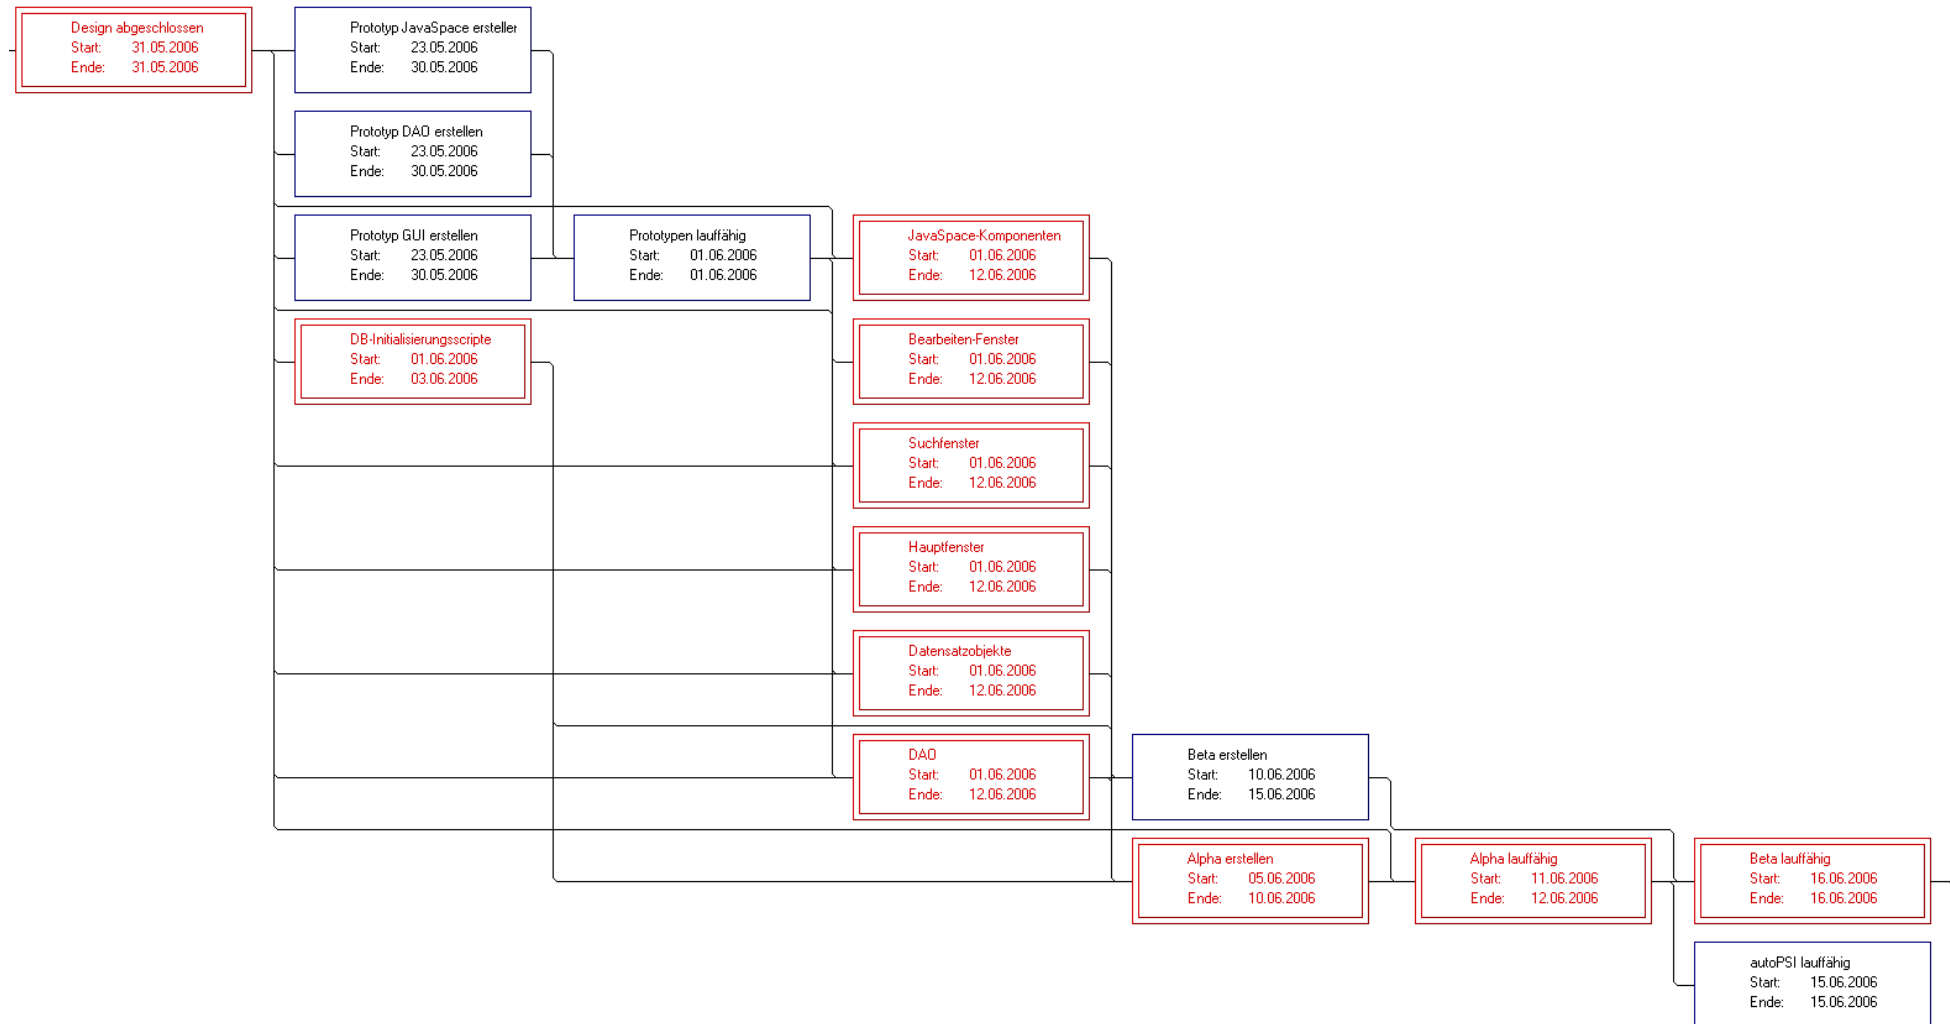 Design abgeschlossen
Start: 31.05.2006
Ende: 31.05.2006
Prototyp JavaSpace ersteller
Start: 23.05.2006
Ende: 30.05.2006
Prototyp DAO erstellen
Start: 23.05.2006
Ende: 30.05.2006
Prototyp GUI erstellen
Start: 23.05.2006
Ende: 30.05.2006
Prototypen lauffähig
Start: 01.06.2006
Ende: 01.06.2006
JavaSpace-Komponenten
Start: 01.06.2006
Ende: 12.06.2006
DB-Initialisierungsscripte
Start: 01.06.2006
Ende: 03.06.2006
Bearbeiten-Fenster
Start: 01.06.2006
Ende: 12.06.2006
Suchfenster
Start: 01.06.2006
Ende: 12.06.2006
Hauptfenster
Start: 01.06.2006
Ende: 12.06.2006
Datensatzobjekte
Start: 01.06.2006
Ende: 12.06.2006
DAO
Start: 01.06.2006
Ende: 12.06.2006
Beta erstellen
Start: 10.06.2006
Ende: 15.06.2006
Alpha erstellen
Start: 05.06.2006
Ende: 10.06.2006
Alpha lauffähig
Start: 11.06.2006
Ende: 12.06.2006
Beta lauffähig
Start: 16.06.2006
Ende: 16.06.2006
autoPSI lauffähig
Start: 15.06.2006
Ende: 15.06.2006